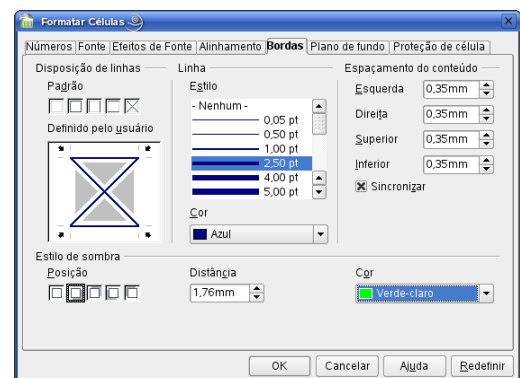 Formatar Células
Números Fonte Efeitos de Fonte Alinhamento Bordas Plano de fundo Proteção de célula
Disposição de linhas
Padrão
Definido pelo usuário
Linha
Estilo
- Nenhum -
0,05 pt
0,50 pt
1,00 pt
2,50 pt
4,00 pt
5,00 pt
Cor
Azul
Espaçamento do conteúdo
Esquerda 0,35mm
Direita 0,35mm
Superior 0,35mm
Inferior 0,35mm
Sincronizar
Estilo de sombra
Posição
Distância
1,76mm
Cor
Verde-claro
OK Cancelar Ajuda Redefinir